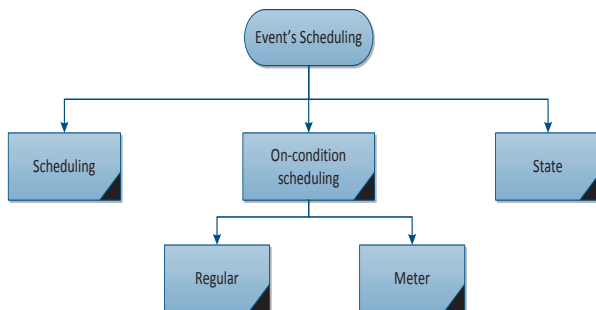 Event's Scheduling
Scheduling
On-condition
scheduling
State
Regular
Meter